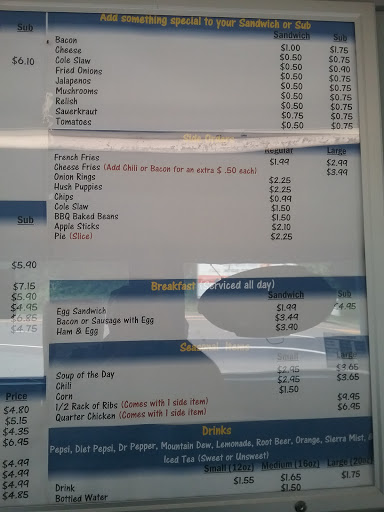 Sub
$6.10
Sub
$5.90
$7.15
$5.90
$4.95
$6.85
$4.75
Price
$4.80
$5.15
$4.35
$6.95
$4.99
$4.99
$4.99
$4.85
Add something special to your Sandwich or Sub
Sandwich Sub
Bacon $1.00 $1.75
Cheese $0.50 $0.75
Cole Slaw $0.50 $0.90
Fried Onions $0.50 $0.75
Jalapenos $0.50 $0.75
Mushrooms $0.50 $0.75
Relish $0.50 $0.75
Sauerkraut $0.75 $0.75
Tomatoes $0.50 $0.75
Regular Large
French Fries $1.99 $2.99
Cheese Fries (Add Chili or Bacon for an extra $ .50 each) $3.99
Onion Rings $2.25
Hush Puppies $2.25
Chips $0.99
Cole Slaw $1.50
BBQ Baked Beans $1.50
Apple Sticks $2.10
Pie (Slice) $2.25
Breakfast (Serviced all day)
Sandwich Sub
Egg Sandwich $1.99 $4.95
Bacon or Sausage with Egg $3.49
Ham & Egg $3.90
Seasonal Items
Small Large
Soup of the Day $2.95 $3.65
Chili $2.95 $3.65
Corn $1.50
1/2 Rack of Ribs (Comes with 1 side item) $9.95
Quarter Chicken (Comes with 1 side item) $6.95
Drinks
Pepsi, Diet Pepsi, Dr Pepper, Mountain Dew, Lemonade, Root Beer, Orange, Sierra Mist, &
Iced Tea (Sweet or Unsweet)
Small (12oz) Medium (16oz) Large (20oz)
Drink $1.55 $1.65 $1.75
Bottled Water $1.50